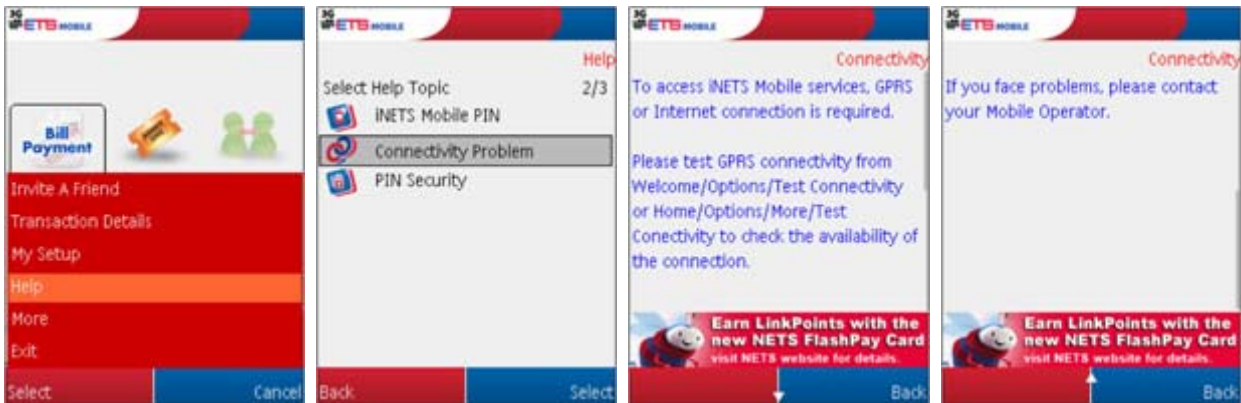 3G
ETS MOBILE
Bill
Payment
Invite A Friend
Transaction Details
My Setup
Help
More
Exit
Select Cancel
3G
ETS MOBILE
Help
Select Help Topic 2/3
iNETS Mobile PIN
Connectivity Problem
PIN Security
Back Select
3G
ETS MOBILE
Connectivity
To access iNETS Mobile services, GPRS
or Internet connection is required.
Please test GPRS connectivity from
Welcome/Options/Test Connectivity
or Home/Options/More/Test
Conectivity to check the availability of
the connection.
Earn LinkPoints with the
new NETS FlashPay Card
visit NETS website for details.
Back
3G
ETS MOBILE
Connectivity
If you face problems, please contact
your Mobile Operator.
Earn LinkPoints with the
new NETS FlashPay Card
visit NETS website for details.
Back